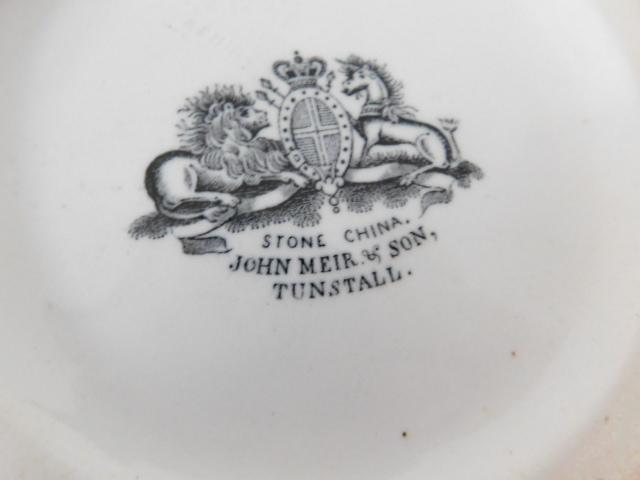 STONE CHINA.
JOHN MEIR & SON,
TUNSTALL.